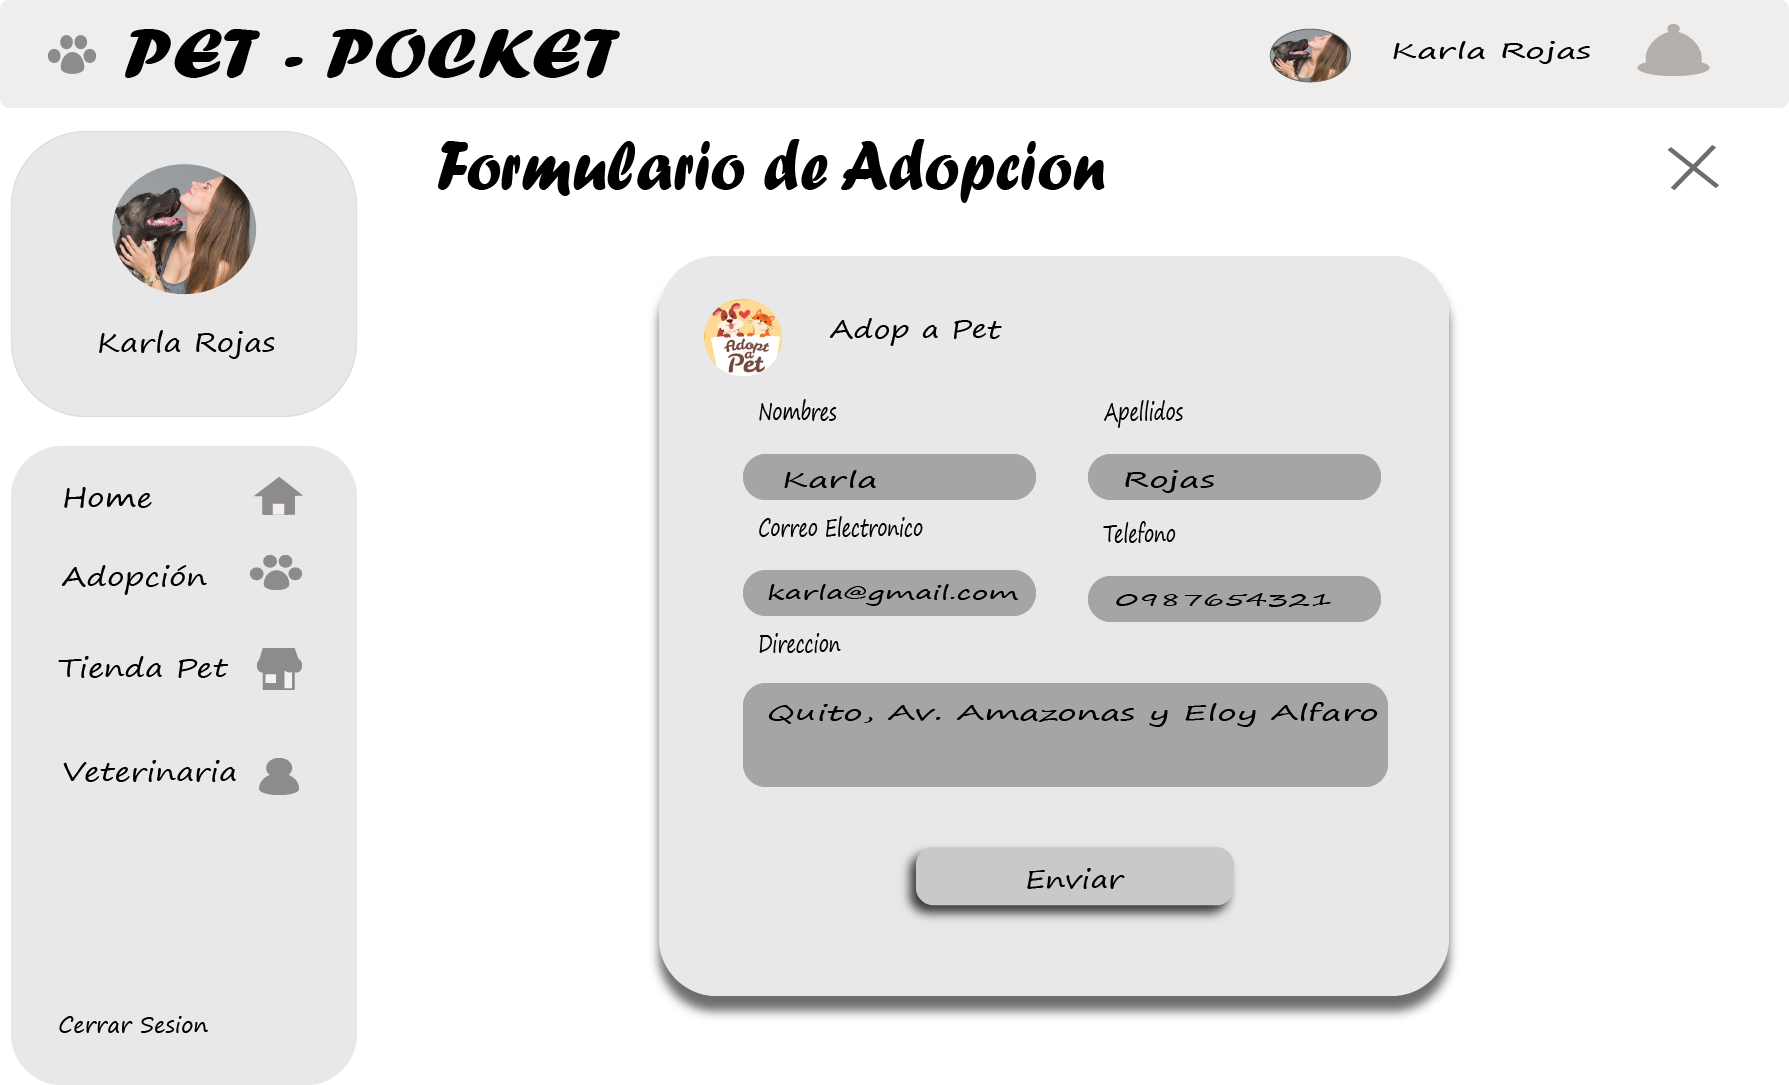 PET - POCKET
Karla Rojas
Formulario de Adopcion
Karla Rojas
Home
Adopción
Tienda Pet
Veterinaria
Cerrar Sesion
Adopt
a
Pet
Adop a Pet
Nombres
Apellidos
Karla
Rojas
Correo Electronico
Telefono
karla@gmail.com
0987654321
Direccion
Quito, Av. Amazonas y Eloy Alfaro
Enviar